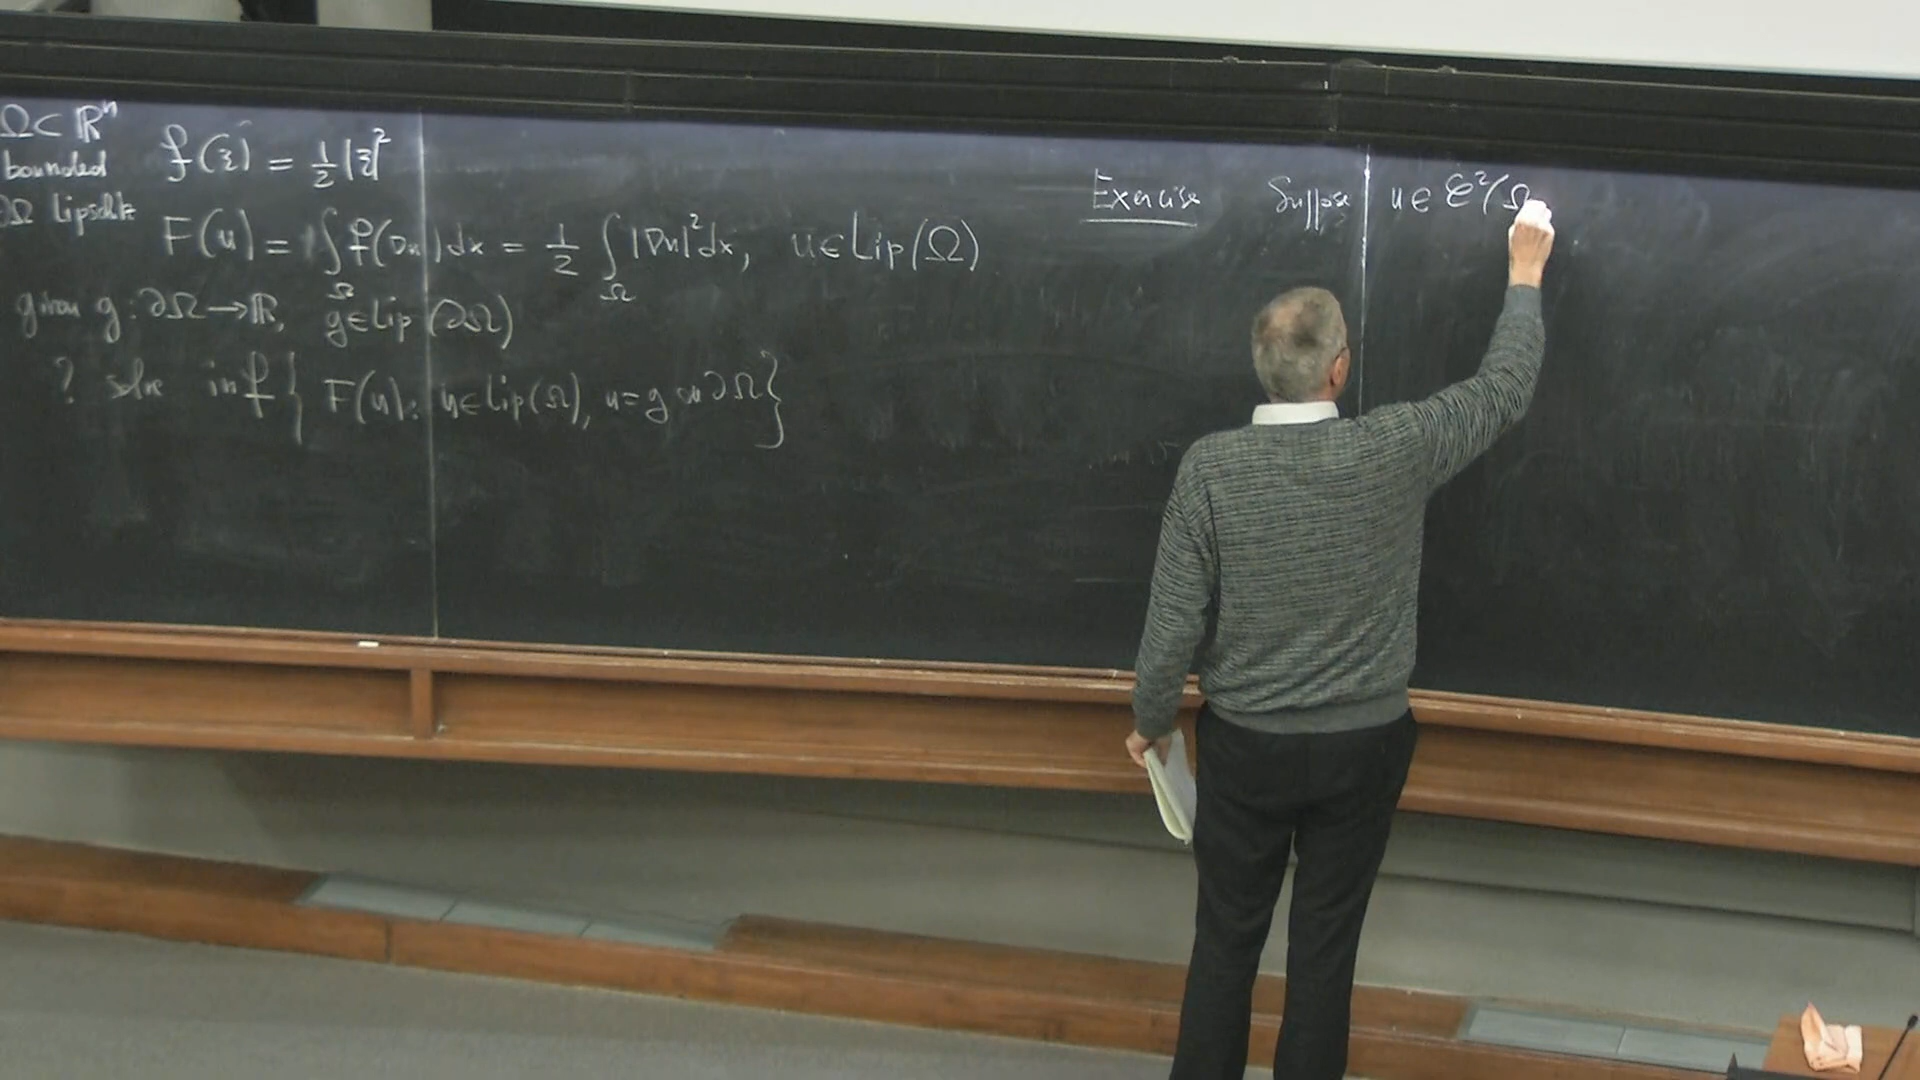 Ω ⊂ ℝⁿ
bounded
∂Ω Lipschitz
f(ξ) = 1/2 |ξ|²
F(u) = ∫_Ω f(Du) dx = 1/2 ∫_Ω |Du|² dx, u ∈ Lip(Ω)
given g : ∂Ω → ℝ, g ∈ Lip(∂Ω)
? solve inf { F(u) : u ∈ Lip(Ω), u = g on ∂Ω }
Exercise Suppose u ∈ C²(Ω